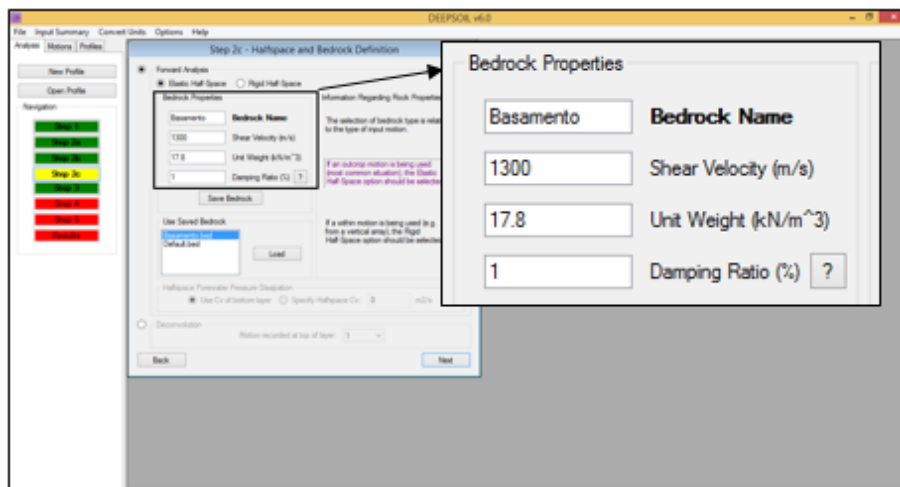 DEEPSOIL v6.0
File Input Summary Convert Units Options Help
Analysis Motions Profiles
New Profile
Open Profile
Navigation
Step 1
Step 2a
Step 2b
Step 2c
Step 3
Step 4
Step 5
Results
Step 2c - Halfspace and Bedrock Definition
Forward Analysis
Elastic Half Space Rigid Half Space
Bedrock Properties
Basamento Bedrock Name
1300 Shear Velocity (m/s)
17.8 Unit Weight (kN/m^3)
1 Damping Ratio (%) ?
Save Bedrock
Information Regarding Rock Properties
The selection of bedrock type is relat
to the type of input motion.
If an outcrop motion is being used
(most common situation), the Elastic
Half Space option should be selected
If a within motion is being used (e.g.
from a vertical array), the Rigid
Half Space option should be selected
Use Saved Bedrock
Basamento.bed
Default.bed
Load
Halfspace Porewater Pressure Dissipation
Use Cv of bottom layer Specify Halfspace Cv: 0 m2/s
Deconvolution
Motion recorded at top of layer: 1
Back Next
Bedrock Properties
Basamento Bedrock Name
1300 Shear Velocity (m/s)
17.8 Unit Weight (kN/m^3)
1 Damping Ratio (%) ?